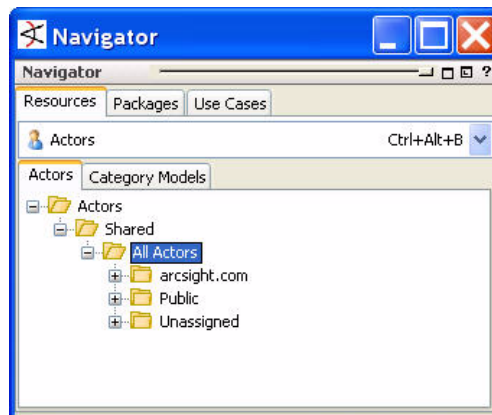 Navigator
Navigator ?
Resources Packages Use Cases
Actors Ctrl+Alt+B
Actors Category Models
Actors
Shared
All Actors
arcsight.com
Public
Unassigned